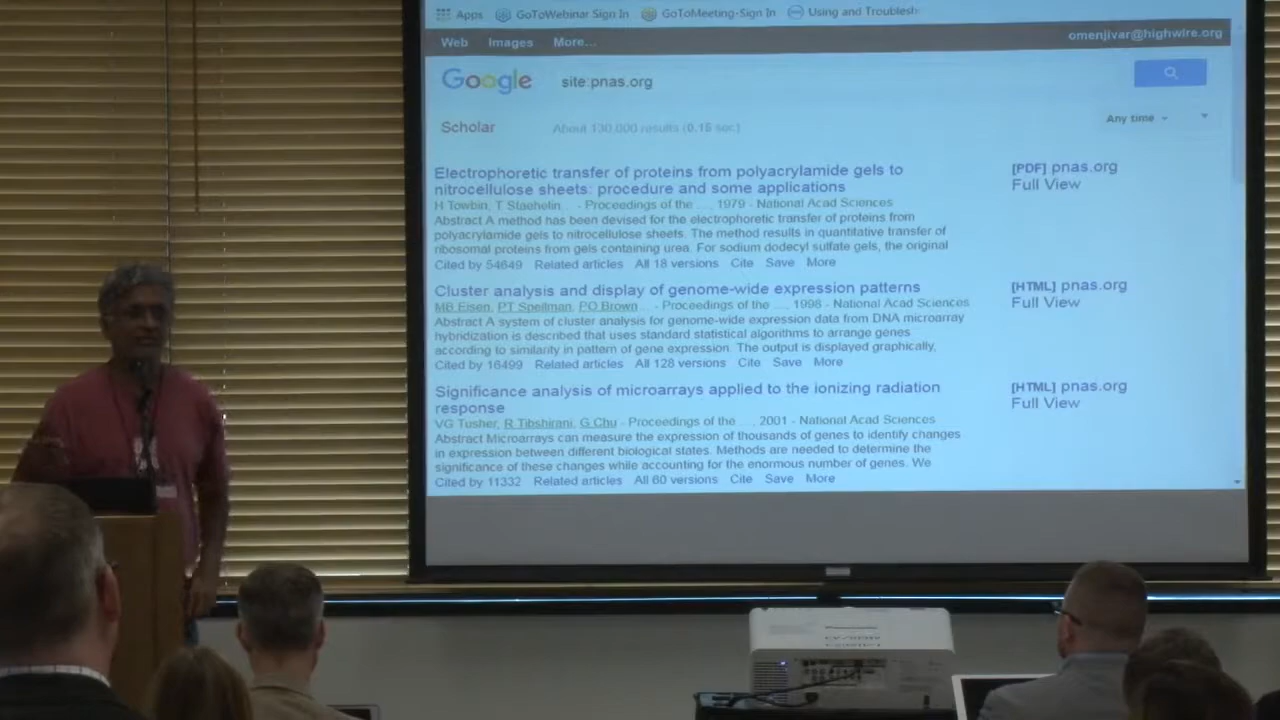 Apps GoToWebinar Sign In GoToMeeting-Sign In Using and Troublesh
Web Images More... omenjivar@highwire.org
Google site:pnas.org
Scholar About 130,000 results (0.15 sec) Any time
Electrophoretic transfer of proteins from polyacrylamide gels to
nitrocellulose sheets: procedure and some applications
H Towbin, T Staehelin... - Proceedings of the ..., 1979 - National Acad Sciences
Abstract A method has been devised for the electrophoretic transfer of proteins from
polyacrylamide gels to nitrocellulose sheets. The method results in quantitative transfer of
ribosomal proteins from gels containing urea. For sodium dodecyl sulfate gels, the original
Cited by 54649 Related articles All 18 versions Cite Save More
[PDF] pnas.org
Full View
Cluster analysis and display of genome-wide expression patterns
MB Eisen, PT Spellman, PO Brown... - Proceedings of the ..., 1998 - National Acad Sciences
Abstract A system of cluster analysis for genome-wide expression data from DNA microarray
hybridization is described that uses standard statistical algorithms to arrange genes
according to similarity in pattern of gene expression. The output is displayed graphically,
Cited by 16499 Related articles All 128 versions Cite Save More
[HTML] pnas.org
Full View
Significance analysis of microarrays applied to the ionizing radiation
response
VG Tusher, R Tibshirani, G Chu - Proceedings of the ..., 2001 - National Acad Sciences
Abstract Microarrays can measure the expression of thousands of genes to identify changes
in expression between different biological states. Methods are needed to determine the
significance of these changes while accounting for the enormous number of genes. We
Cited by 11332 Related articles All 60 versions Cite Save More
[HTML] pnas.org
Full View